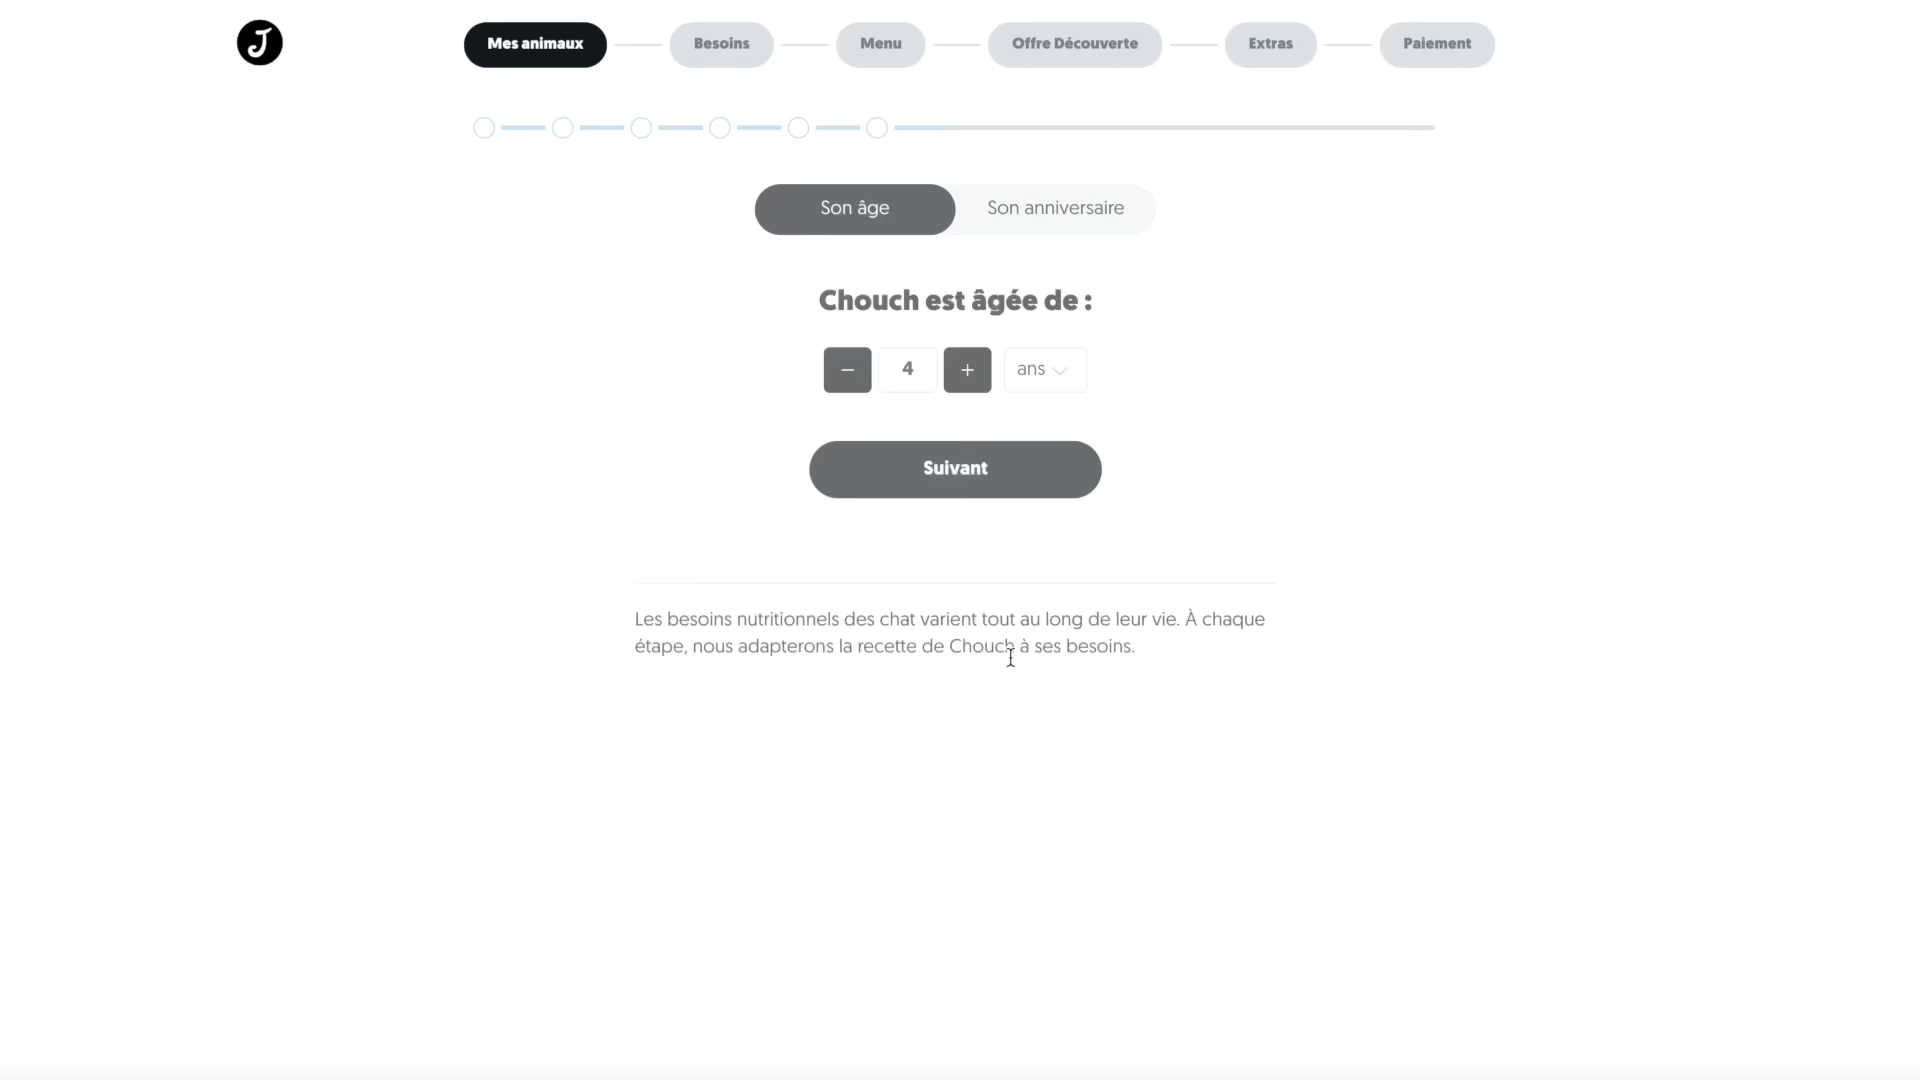 J
Mes animaux
Besoins
Menu
Offre Découverte
Extras
Paiement
Son âge
Son anniversaire
Chouch est âgée de :
− 4 + ans
Suivant
Les besoins nutritionnels des chat varient tout au long de leur vie. À chaque
étape, nous adapterons la recette de Chouch à ses besoins.